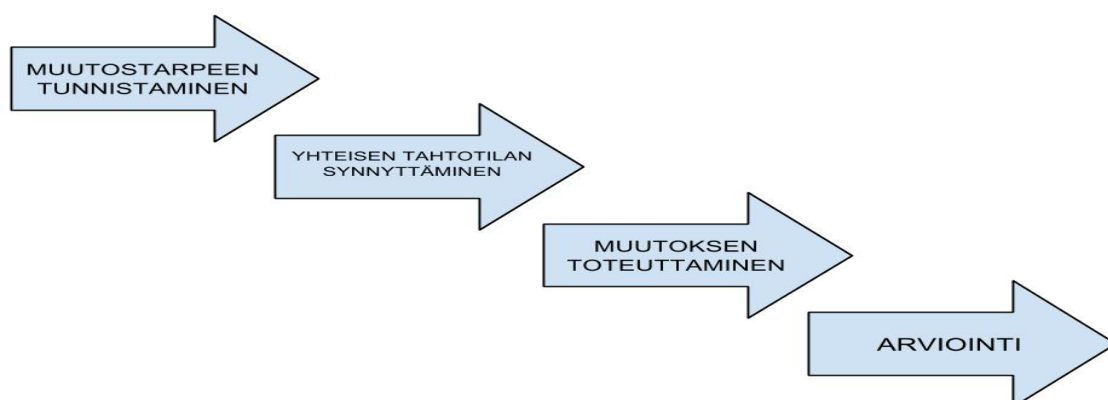 MUUTOSTARPEEN
TUNNISTAMINEN
YHTEISEN TAHTOTILAN
SYNNYTTÄMINEN
MUUTOKSEN
TOTEUTTAMINEN
ARVIOINTI